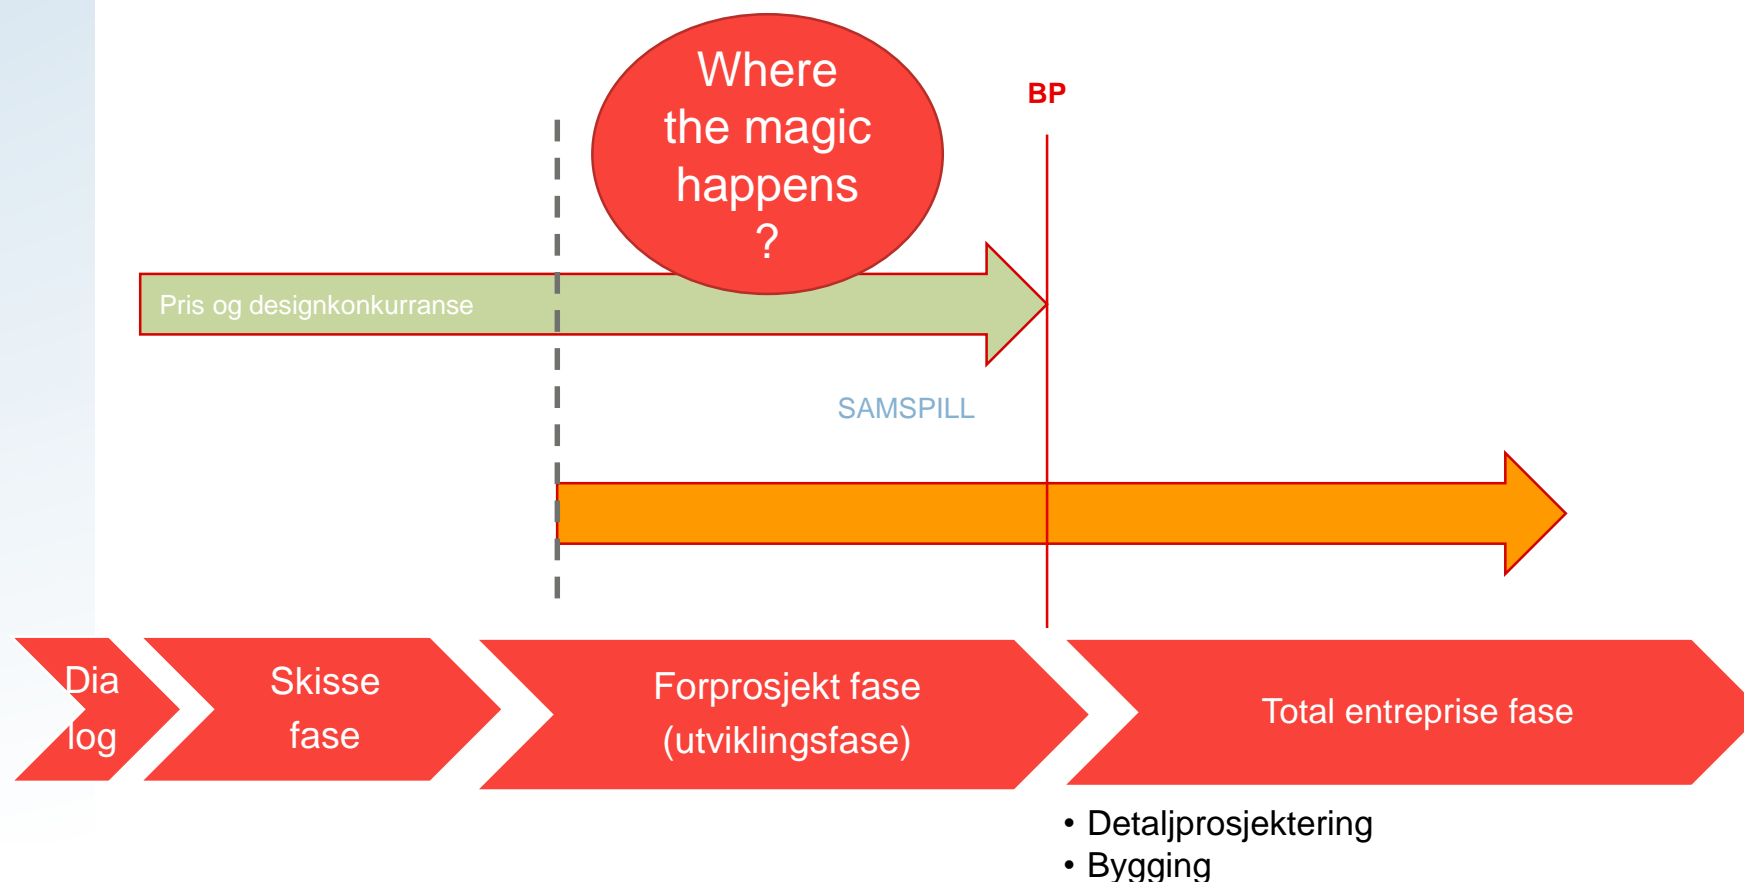 Where
the magic
happens
?
BP
Pris og designkonkurranse
SAMSPILL
Dia
log
Skisse
fase
Forprosjekt fase
(utviklingsfase)
Total entreprise fase
• Detaljprosjektering
• Bygging